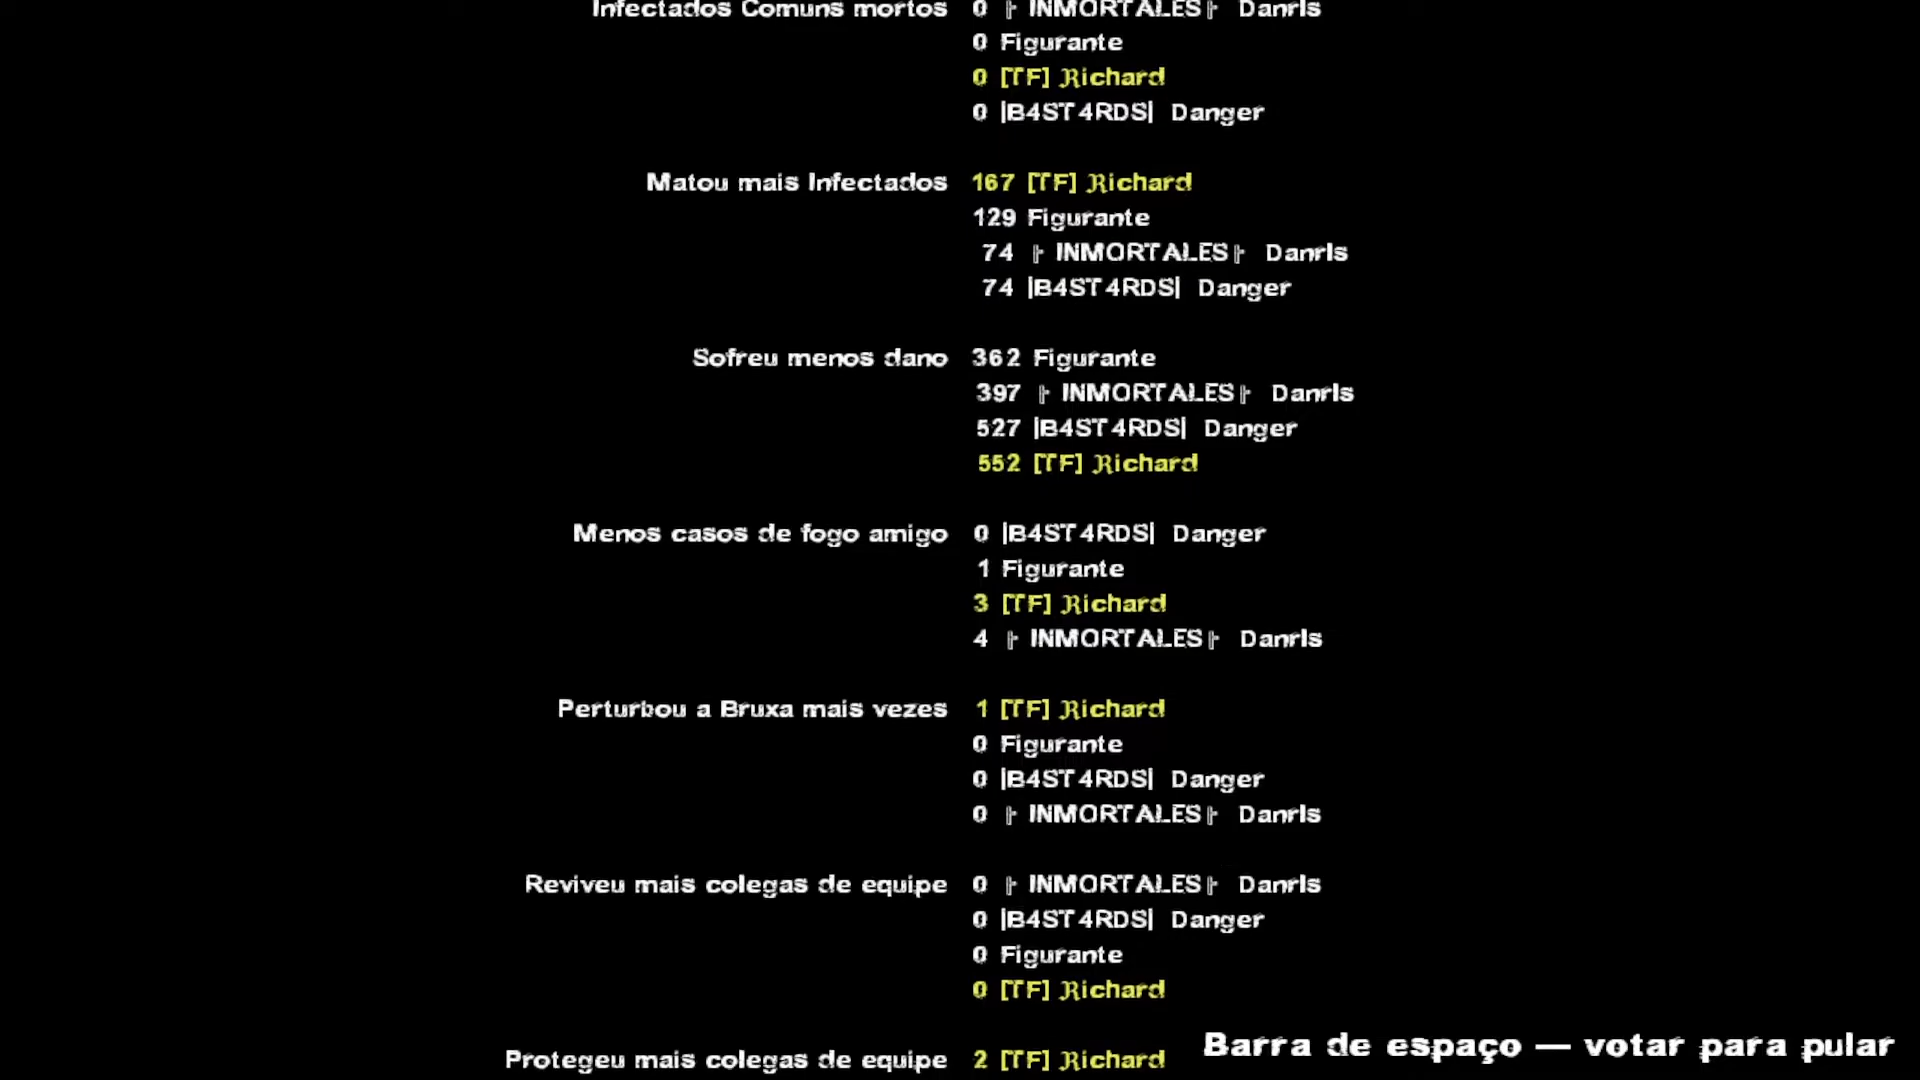 Infectados Comuns mortos 0 ⊧ INMORTALES⊧ Danrls
0 Figurante
0 [TF] ℜichard
0 |B4ST4RDS| Danger
Matou mais Infectados 167 [TF] ℜichard
129 Figurante
74 ⊧ INMORTALES⊧ Danrls
74 |B4ST4RDS| Danger
Sofreu menos dano 362 Figurante
397 ⊧ INMORTALES⊧ Danrls
527 |B4ST4RDS| Danger
552 [TF] ℜichard
Menos casos de fogo amigo 0 |B4ST4RDS| Danger
1 Figurante
3 [TF] ℜichard
4 ⊧ INMORTALES⊧ Danrls
Perturbou a Bruxa mais vezes 1 [TF] ℜichard
0 Figurante
0 |B4ST4RDS| Danger
0 ⊧ INMORTALES⊧ Danrls
Reviveu mais colegas de equipe 0 ⊧ INMORTALES⊧ Danrls
0 |B4ST4RDS| Danger
0 Figurante
0 [TF] ℜichard
Protegeu mais colegas de equipe 2 [TF] ℜichard
Barra de espaço — votar para pular